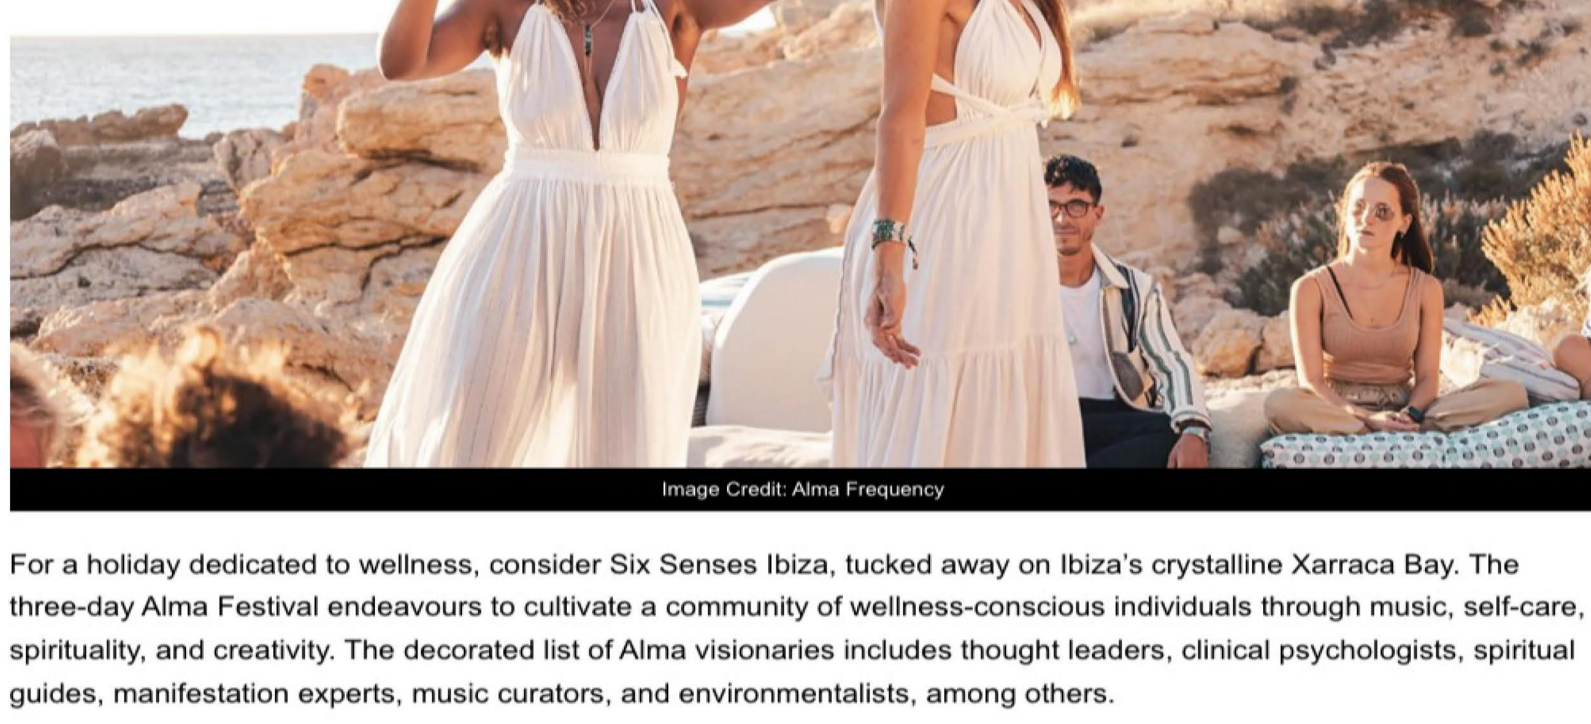 Image Credit: Alma Frequency
For a holiday dedicated to wellness, consider Six Senses Ibiza, tucked away on Ibiza’s crystalline Xarraca Bay. The
three-day Alma Festival endeavours to cultivate a community of wellness-conscious individuals through music, self-care,
spirituality, and creativity. The decorated list of Alma visionaries includes thought leaders, clinical psychologists, spiritual
guides, manifestation experts, music curators, and environmentalists, among others.